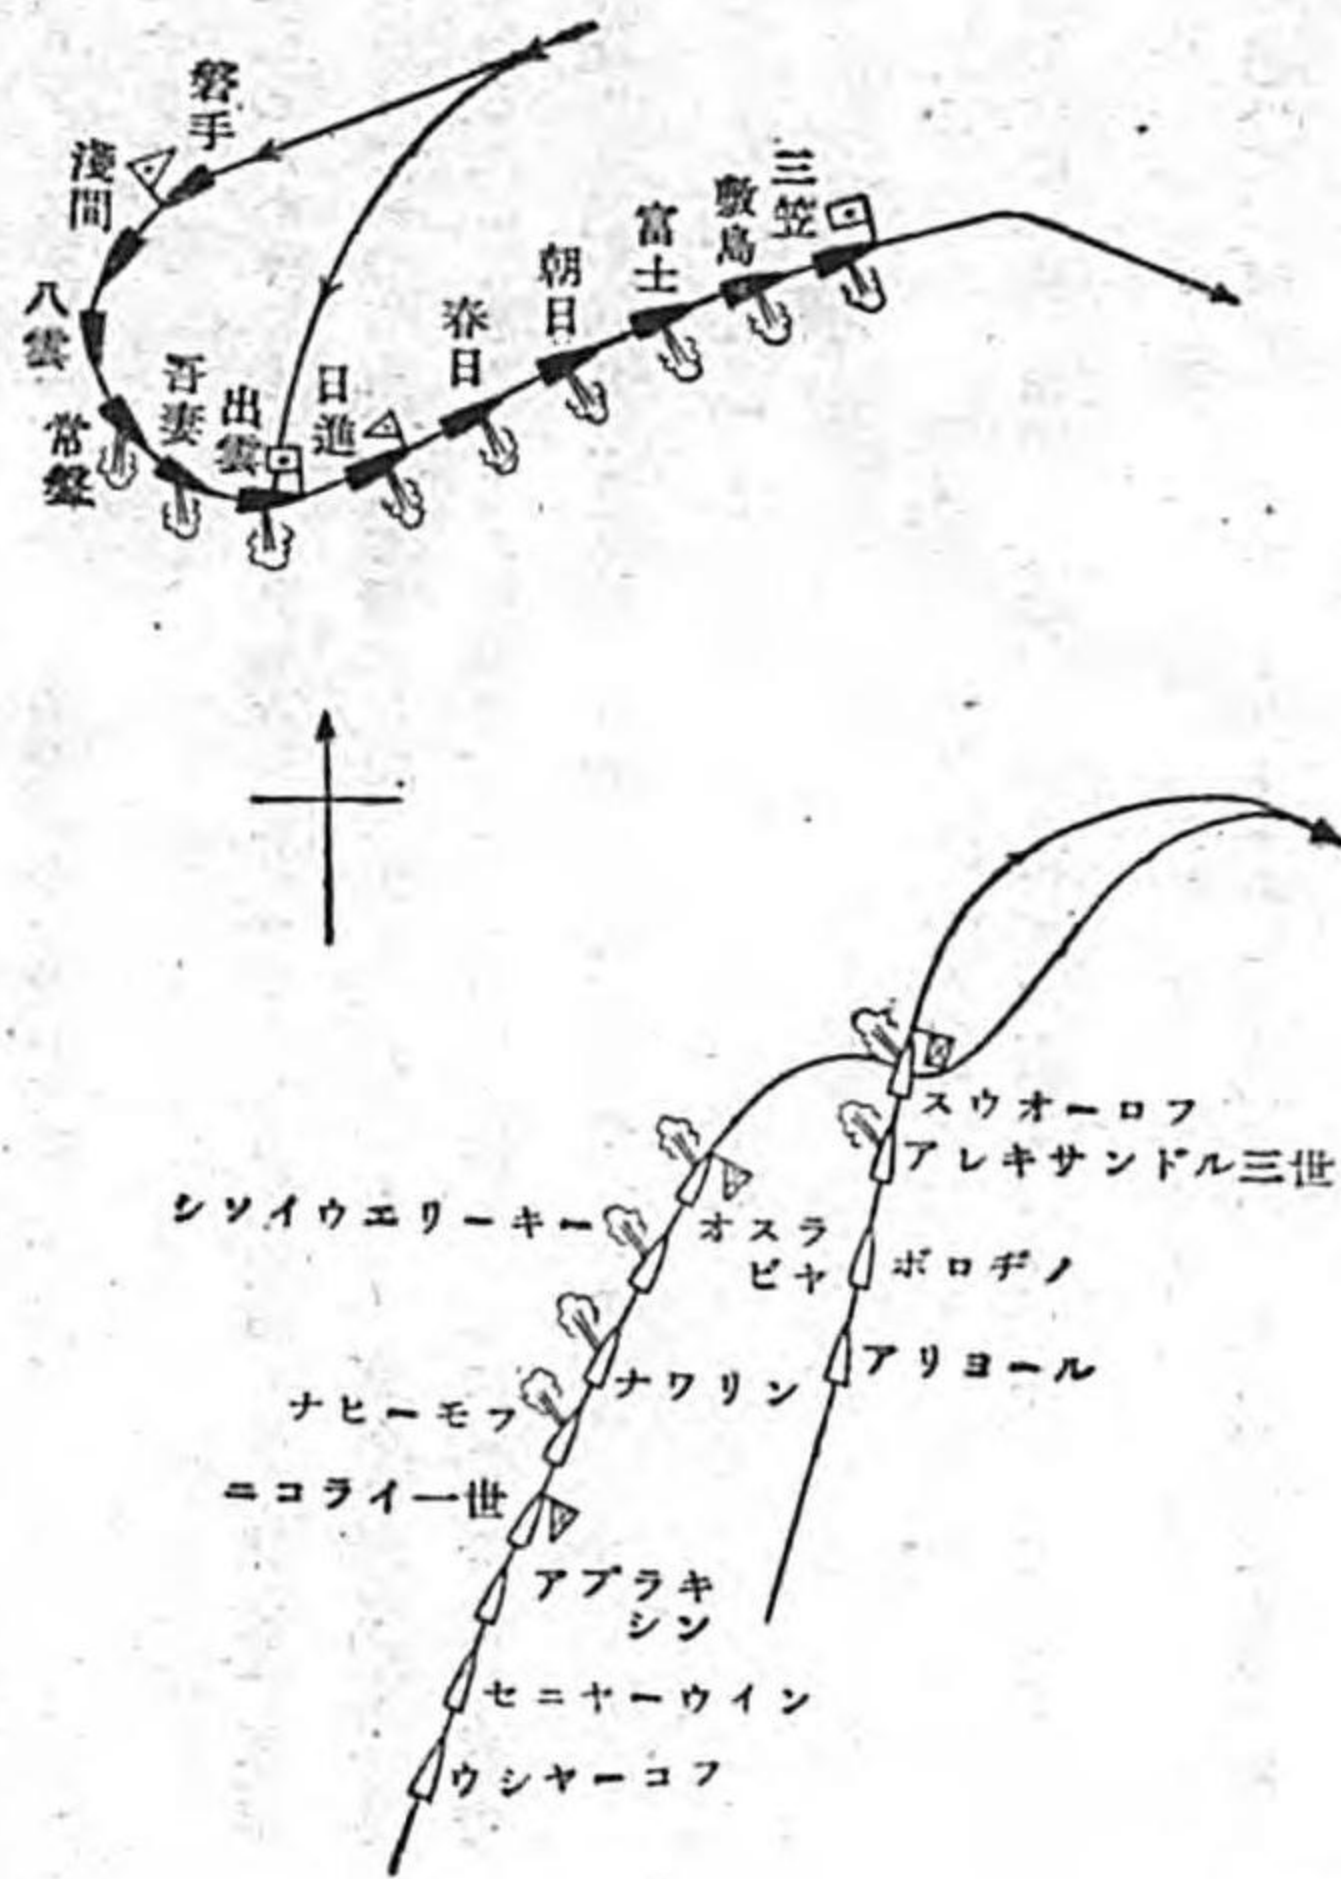 三笠
敷島
富士
朝日
春日
日進
出雲
吾妻
常磐
八雲
淺間
磐手
スウオーロフ
アレキサンドル三世
ボロヂノ
アリヨール
オスラ
ビヤ
シソイウエリーキー
ナワリン
ナヒーモフ
ニコライ一世
アプラキ
シン
セニヤーウイン
ウシヤーコフ